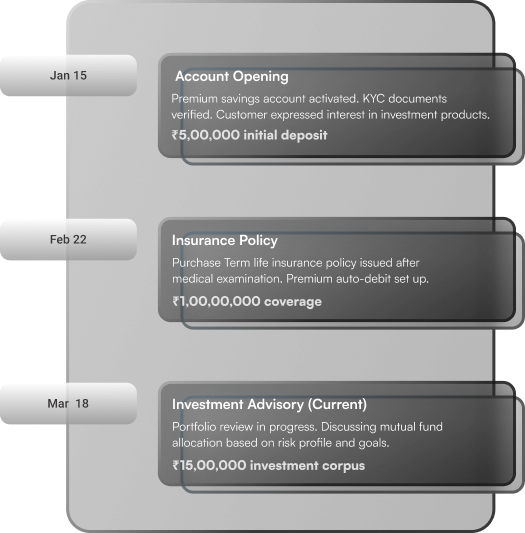 Jan 15
Account Opening
Premium savings account activated. KYC documents
verified. Customer expressed interest in investment products.
₹5,00,000 initial deposit
Feb 22
Insurance Policy
Purchase Term life insurance policy issued after
medical examination. Premium auto-debit set up.
₹1,00,00,000 coverage
Mar 18
Investment Advisory (Current)
Portfolio review in progress. Discussing mutual fund
allocation based on risk profile and goals.
₹15,00,000 investment corpus